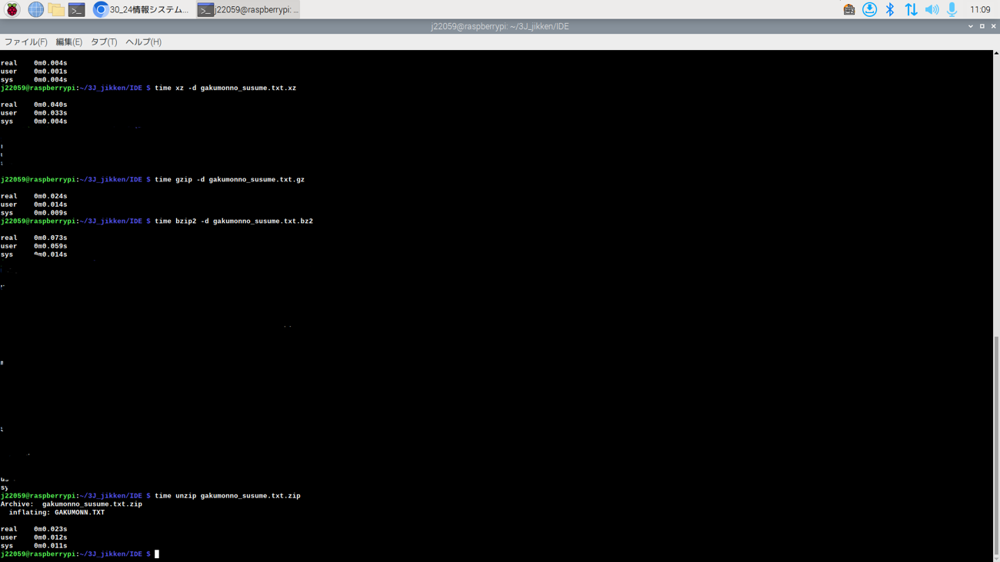 30_24情報システム...
j22059@raspberrypi: ...
11:09
j22059@raspberrypi: ~/3J_jikken/IDE
ファイル(F) 編集(E) タブ(T) ヘルプ(H)
real 0m0.004s
user 0m0.001s
sys 0m0.004s
j22059@raspberrypi:~/3J_jikken/IDE $ time xz -d gakumonno_susume.txt.xz
real 0m0.040s
user 0m0.033s
sys 0m0.004s
j22059@raspberrypi:~/3J_jikken/IDE $ time gzip -d gakumonno_susume.txt.gz
real 0m0.024s
user 0m0.014s
sys 0m0.009s
j22059@raspberrypi:~/3J_jikken/IDE $ time bzip2 -d gakumonno_susume.txt.bz2
real 0m0.073s
user 0m0.059s
sys 0m0.014s
j22059@raspberrypi:~/3J_jikken/IDE $ time unzip gakumonno_susume.txt.zip
Archive: gakumonno_susume.txt.zip
inflating: GAKUMONN.TXT
real 0m0.023s
user 0m0.012s
sys 0m0.011s
j22059@raspberrypi:~/3J_jikken/IDE $